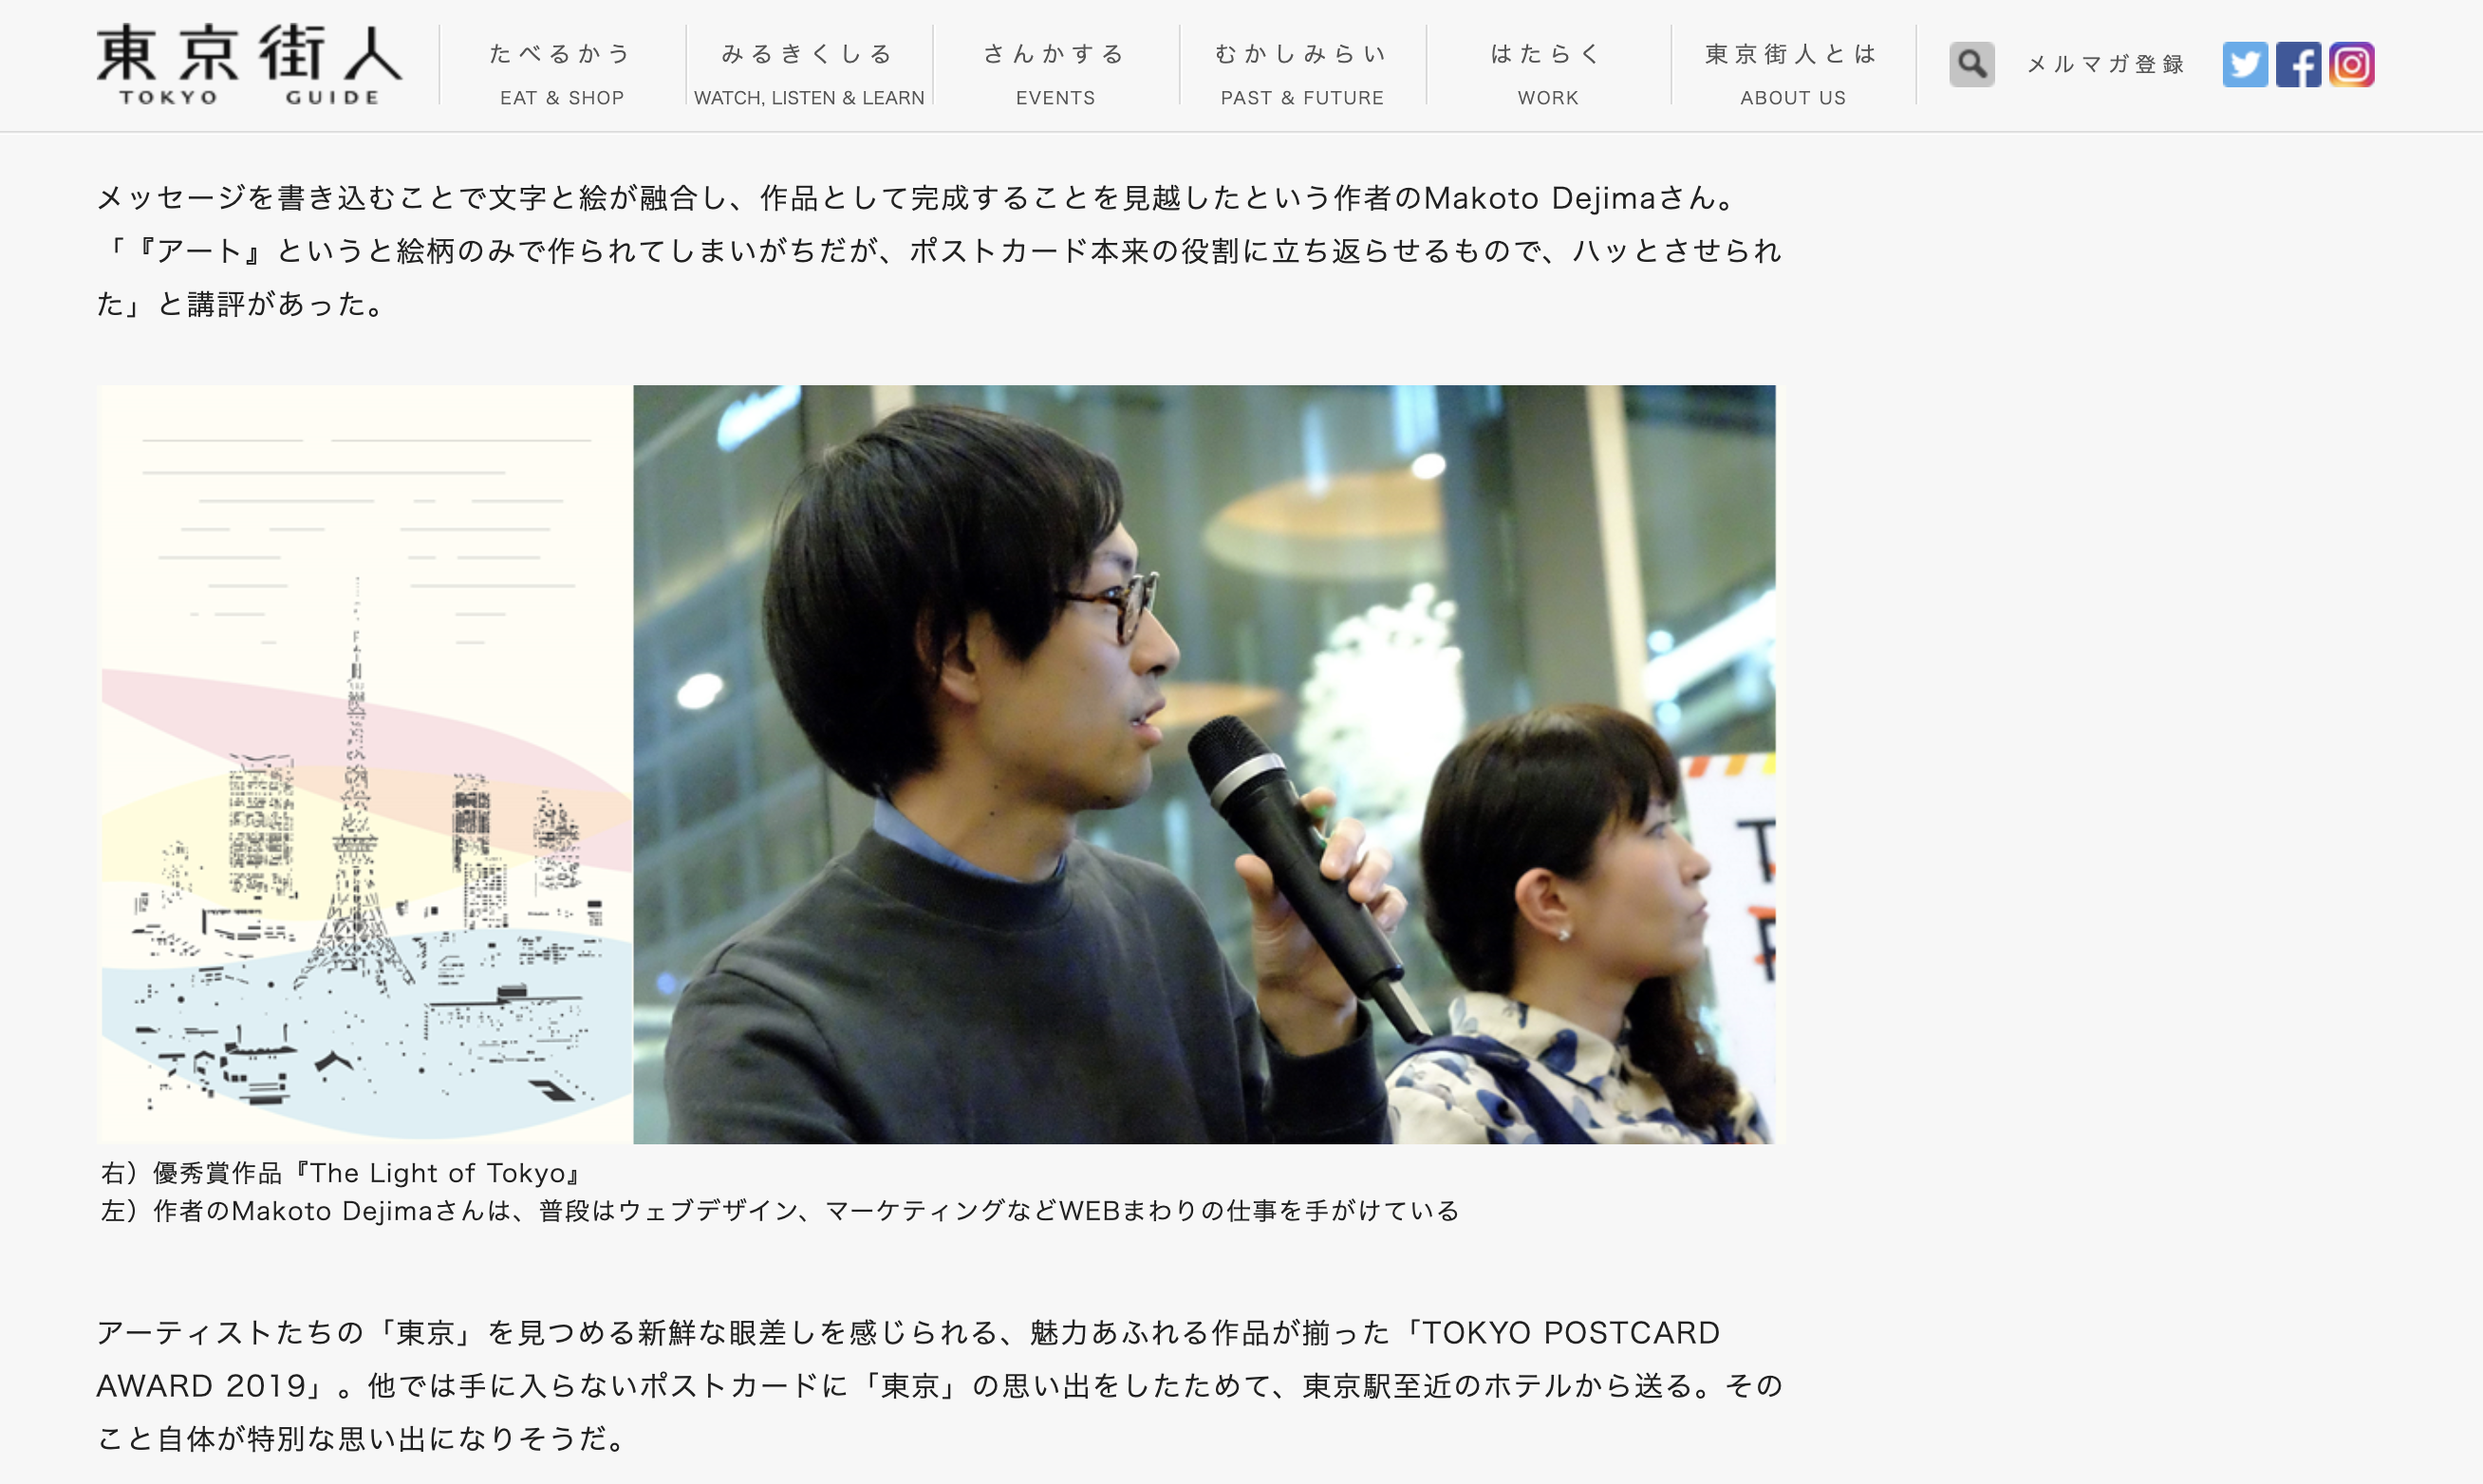 東京街人
TOKYO GUIDE
たべるかう
EAT & SHOP
みるきくしる
WATCH, LISTEN & LEARN
さんかする
EVENTS
むかしみらい
PAST & FUTURE
はたらく
WORK
東京街人とは
ABOUT US
メルマガ登録
メッセージを書き込むことで文字と絵が融合し、作品として完成することを見越したという作者のMakoto Dejimaさん。
「『アート』というと絵柄のみで作られてしまいがちだが、ポストカード本来の役割に立ち返らせるもので、ハッとさせられ
た」と講評があった。
右）優秀賞作品『The Light of Tokyo』
左）作者のMakoto Dejimaさんは、普段はウェブデザイン、マーケティングなどWEBまわりの仕事を手がけている
アーティストたちの「東京」を見つめる新鮮な眼差しを感じられる、魅力あふれる作品が揃った「TOKYO POSTCARD
AWARD 2019」。他では手に入らないポストカードに「東京」の思い出をしたためて、東京駅至近のホテルから送る。その
こと自体が特別な思い出になりそうだ。